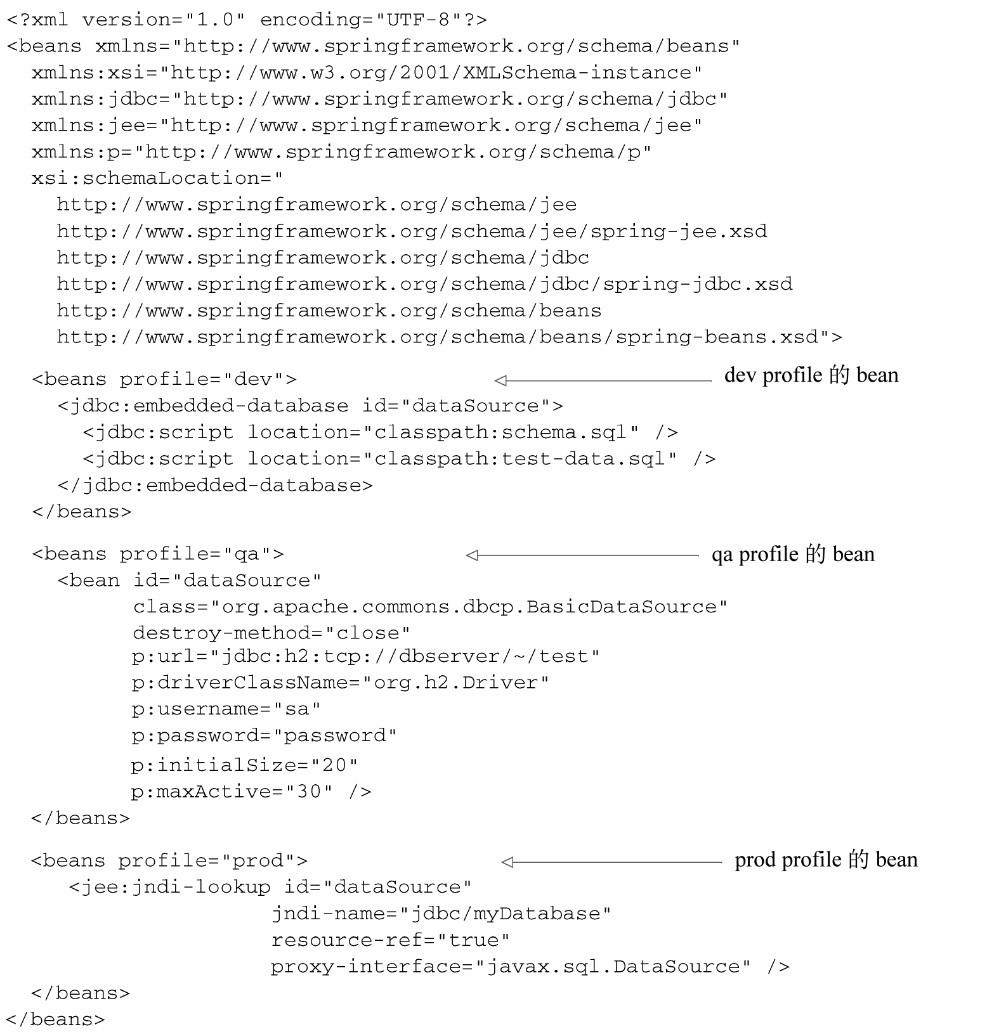 <?xml version="1.0" encoding="UTF-8"?>
<beans xmlns="http://www.springframework.org/schema/beans"
  xmlns:xsi="http://www.w3.org/2001/XMLSchema-instance"
  xmlns:jdbc="http://www.springframework.org/schema/jdbc"
  xmlns:jee="http://www.springframework.org/schema/jee"
  xmlns:p="http://www.springframework.org/schema/p"
  xsi:schemaLocation="
    http://www.springframework.org/schema/jee
    http://www.springframework.org/schema/jee/spring-jee.xsd
    http://www.springframework.org/schema/jdbc
    http://www.springframework.org/schema/jdbc/spring-jdbc.xsd
    http://www.springframework.org/schema/beans
    http://www.springframework.org/schema/beans/spring-beans.xsd">
  <beans profile="dev"> dev profile 的 bean
    <jdbc:embedded-database id="dataSource">
      <jdbc:script location="classpath:schema.sql" />
      <jdbc:script location="classpath:test-data.sql" />
    </jdbc:embedded-database>
  </beans>
  <beans profile="qa"> qa profile 的 bean
    <bean id="dataSource"
          class="org.apache.commons.dbcp.BasicDataSource"
          destroy-method="close"
          p:url="jdbc:h2:tcp://dbserver/~/test"
          p:driverClassName="org.h2.Driver"
          p:username="sa"
          p:password="password"
          p:initialSize="20"
          p:maxActive="30" />
  </beans>
  <beans profile="prod"> prod profile 的 bean
     <jee:jndi-lookup id="dataSource"
                     jndi-name="jdbc/myDatabase"
                     resource-ref="true"
                     proxy-interface="javax.sql.DataSource" />
  </beans>
</beans>